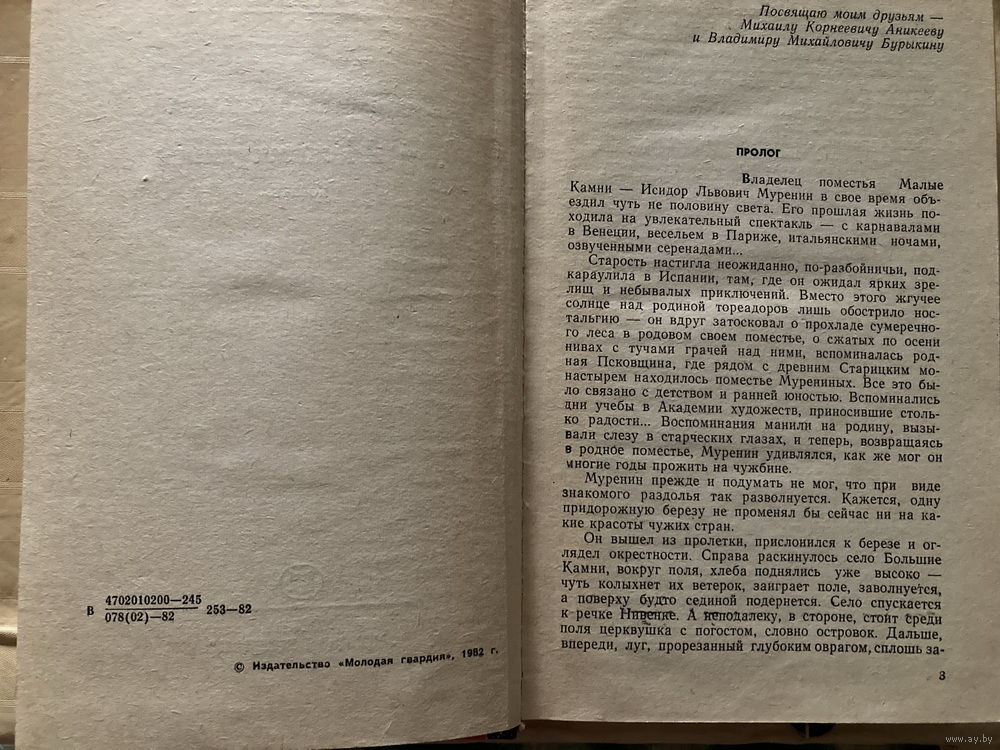 В 4702010200—245 253—82
078(02)—82
© Издательство «Молодая гвардия», 1982 г.
Посвящаю моим друзьям —
Михаилу Корнеевичу Аникееву
и Владимиру Михайловичу Бурыкину
ПРОЛОГ
Владелец поместья Малые
Камни — Исидор Львович Муренин в свое время объ-
ездил чуть не половину света. Его прошлая жизнь по-
ходила на увлекательный спектакль — с карнавалами
в Венеции, весельем в Париже, итальянскими ночами,
озвученными серенадами...
Старость настигла неожиданно, по-разбойничьи, под-
караулила в Испании, там, где он ожидал ярких зре-
лищ и небывалых приключений. Вместо этого жгучее
солнце над родиной тореадоров лишь обострило нос-
тальгию — он вдруг затосковал о прохладе сумеречно-
го леса в родовом своем поместье, о сжатых по осени
нивах с тучами грачей над ними, вспоминалась род-
ная Псковщина, где рядом с древним Старицким мо-
настырем находилось поместье Мурениных. Все это бы-
ло связано с детством и ранней юностью. Вспоминались
дни учебы в Академии художеств, приносившие столь-
ко радости... Воспоминания манили на родину, вызы-
вали слезу в старческих глазах, и теперь, возвращаясь
в родное поместье, Муренин удивлялся, как же мог он
многие годы прожить на чужбине.
Муренин прежде и подумать не мог, что при виде
знакомого раздолья так разволнуется. Кажется, одну
придорожную березу не променял бы сейчас ни на ка-
кие красоты чужих стран.
Он вышел из пролетки, прислонился к березе и ог-
лядел окрестности. Справа раскинулось село Большие
Камни, вокруг поля, хлеба поднялись уже высоко —
чуть колыхнет их ветерок, заиграет поле, заволнуется,
а поверху будто сединой подернется. Село спускается
к речке Нивенке. А неподалеку, в стороне, стоит среди
поля церквушка с погостом, словно островок. Дальше,
впереди, луг, прорезанный глубоким оврагом, сплошь за-
3
www.ay.by